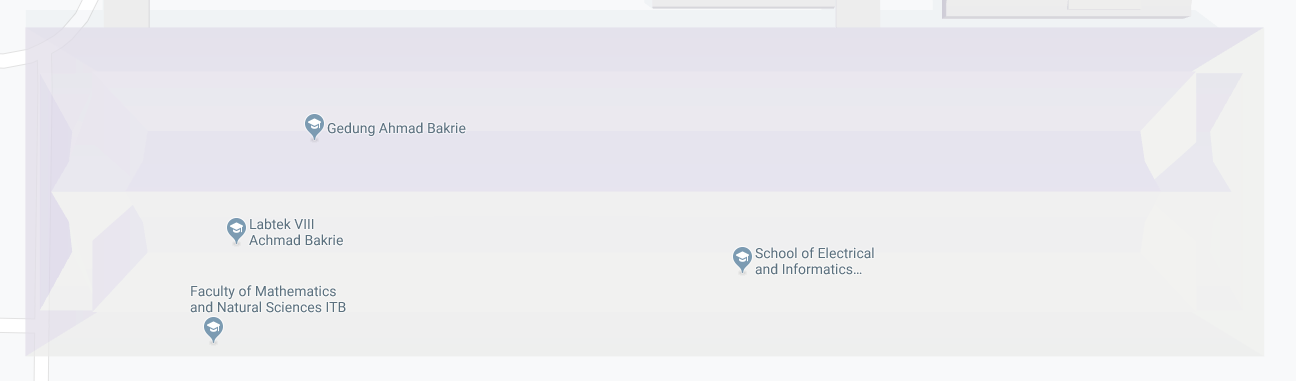 Gedung Ahmad Bakrie
Labtek VIII
Achmad Bakrie
School of Electrical
and Informatics...
Faculty of Mathematics
and Natural Sciences ITB